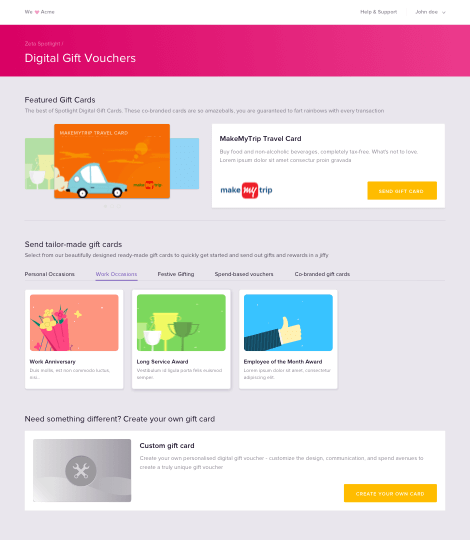 We ❤ Acme
Help & Support
John doe
Zeta Spotlight /
Digital Gift Vouchers
Featured Gift Cards
The best of Spotlight Digital Gift Cards. These co-branded cards are so amazeballs, you are guaranteed to fart rainbows with every transaction
MAKEMYTRIP TRAVEL CARD
make my trip
MakeMyTrip Travel Card
Buy food and non-alcoholic beverages, completely tax-free. What's not to love.
Lorem ipsum dolor sit amet consectur proin gravada
make my trip
SEND GIFT CARD
Send tailor-made gift cards
Select from our beautifully designed ready-made gift cards to quickly get started and send out gifts and rewards in a jiffy
Personal Occasions
Work Occasions
Festive Gifting
Spend-based vouchers
Co-branded gift cards
Work Anniversary
Duis mollis, est non commodo luctus,
nisi.
Long Service Award
Vestibulum id ligula porta felis euismod
semper
Employee of the Month Award
Lorem ipsum dolor sit amet, consectetur
adipiscing elit
Need something different? Create your own gift card
Custom gift card
Create your own personalised digital gift voucher - customize the design, communication, and spend avenues to
create a truly unique gift voucher
CREATE YOUR OWN CARD